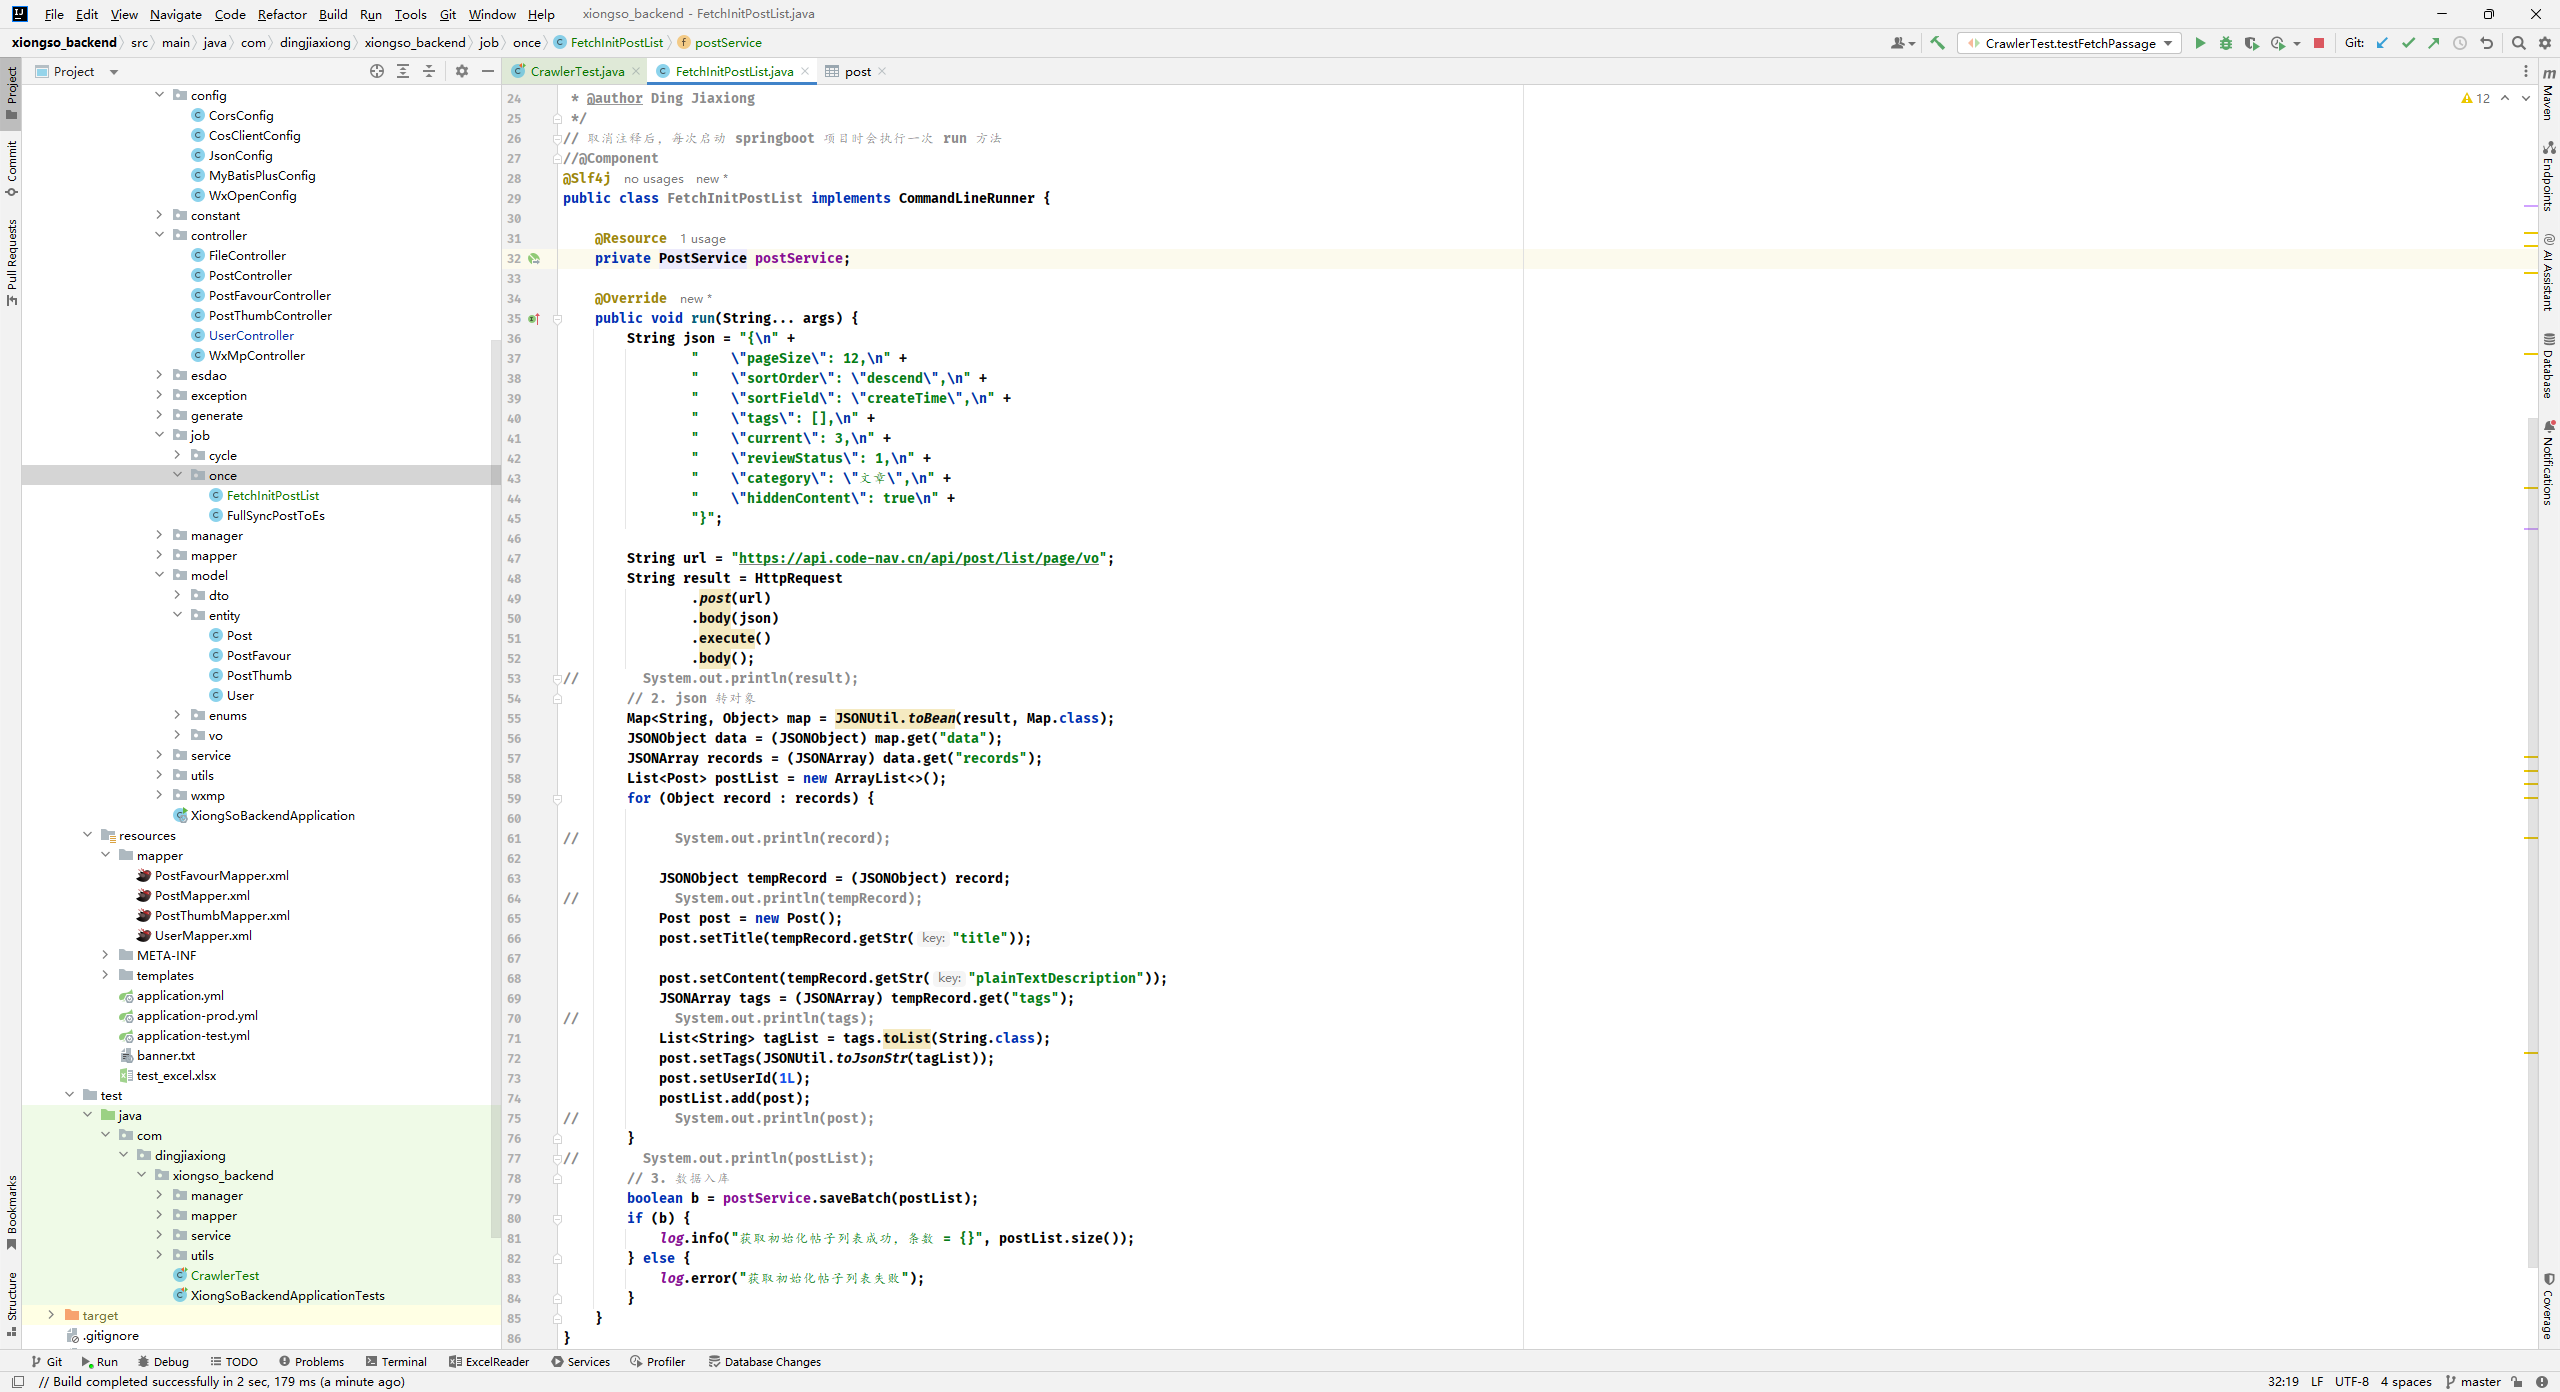 File Edit View Navigate Code Refactor Build Run Tools Git Window Help xiongso_backend - FetchInitPostList.java
xiongso_backend src main java com dingjiaxiong xiongso_backend job once FetchInitPostList postService
CrawlerTest.testFetchPassage Git:
Project
CrawlerTest.java FetchInitPostList.java post
Project
Commit
Pull Requests
Bookmarks
Structure
config
CorsConfig
CosClientConfig
JsonConfig
MyBatisPlusConfig
WxOpenConfig
constant
controller
FileController
PostController
PostFavourController
PostThumbController
UserController
WxMpController
esdao
exception
generate
job
cycle
once
FetchInitPostList
FullSyncPostToEs
manager
mapper
model
dto
entity
Post
PostFavour
PostThumb
User
enums
vo
service
utils
wxmp
XiongSoBackendApplication
resources
mapper
PostFavourMapper.xml
PostMapper.xml
PostThumbMapper.xml
UserMapper.xml
META-INF
templates
application.yml
application-prod.yml
application-test.yml
banner.txt
test_excel.xlsx
test
java
com
dingjiaxiong
xiongso_backend
manager
mapper
service
utils
CrawlerTest
XiongSoBackendApplicationTests
target
.gitignore
24 * @author Ding Jiaxiong
25 */
26 // 取消注释后，每次启动 springboot 项目时会执行一次 run 方法
27 //@Component
28 @Slf4j no usages new *
29 public class FetchInitPostList implements CommandLineRunner {
30
31 @Resource 1 usage
32 private PostService postService;
33
34 @Override new *
35 public void run(String... args) {
36 String json = "{\n" +
37 "    \"pageSize\": 12,\n" +
38 "    \"sortOrder\": \"descend\",\n" +
39 "    \"sortField\": \"createTime\",\n" +
40 "    \"tags\": [],\n" +
41 "    \"current\": 3,\n" +
42 "    \"reviewStatus\": 1,\n" +
43 "    \"category\": \"文章\",\n" +
44 "    \"hiddenContent\": true\n" +
45 "}";
46
47 String url = "https://api.code-nav.cn/api/post/list/page/vo";
48 String result = HttpRequest
49 .post(url)
50 .body(json)
51 .execute()
52 .body();
53 // System.out.println(result);
54 // 2. json 转对象
55 Map<String, Object> map = JSONUtil.toBean(result, Map.class);
56 JSONObject data = (JSONObject) map.get("data");
57 JSONArray records = (JSONArray) data.get("records");
58 List<Post> postList = new ArrayList<>();
59 for (Object record : records) {
60
61 // System.out.println(record);
62
63 JSONObject tempRecord = (JSONObject) record;
64 // System.out.println(tempRecord);
65 Post post = new Post();
66 post.setTitle(tempRecord.getStr( key: "title"));
67
68 post.setContent(tempRecord.getStr( key: "plainTextDescription"));
69 JSONArray tags = (JSONArray) tempRecord.get("tags");
70 // System.out.println(tags);
71 List<String> tagList = tags.toList(String.class);
72 post.setTags(JSONUtil.toJsonStr(tagList));
73 post.setUserId(1L);
74 postList.add(post);
75 // System.out.println(post);
76 }
77 // System.out.println(postList);
78 // 3. 数据入库
79 boolean b = postService.saveBatch(postList);
80 if (b) {
81 log.info("获取初始化帖子列表成功，条数 = {}", postList.size());
82 } else {
83 log.error("获取初始化帖子列表失败");
84 }
85 }
86 }
12
Maven
Endpoints
AI Assistant
Database
Notifications
Coverage
Git Run Debug TODO Problems Terminal ExcelReader Services Profiler Database Changes
// Build completed successfully in 2 sec, 179 ms (a minute ago) 32:19 LF UTF-8 4 spaces master